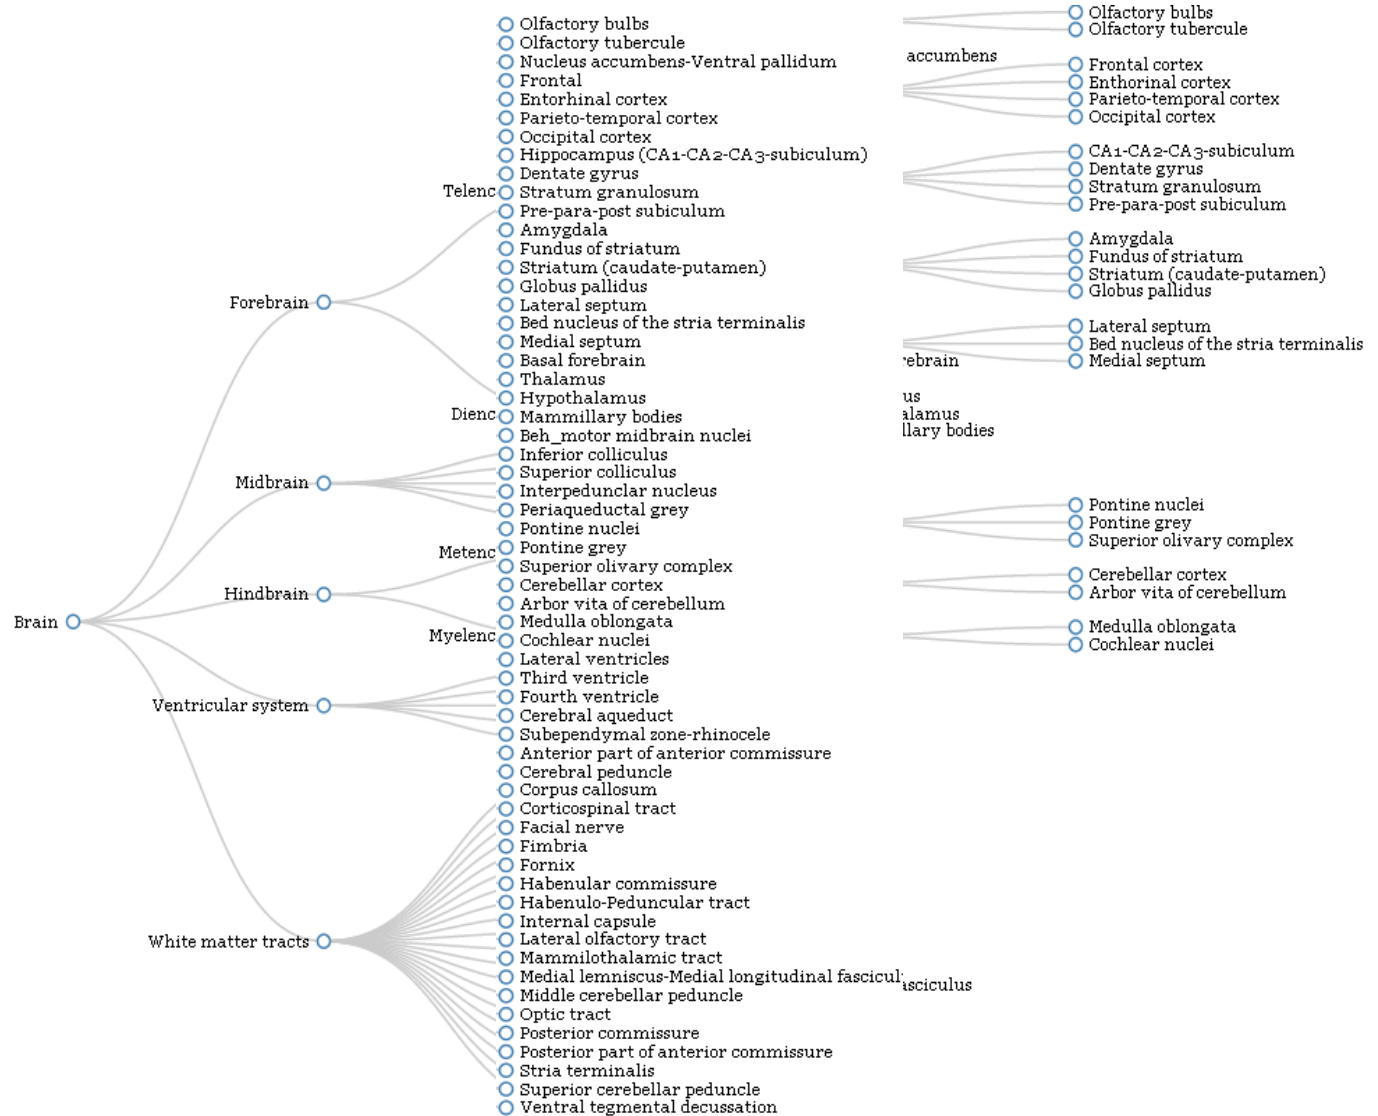 Brain
Forebrain
Midbrain
Hindbrain
Ventricular system
White matter tracts
Telenc
Dienc
Metenc
Myelenc
Olfactory bulbs
Olfactory tubercule
Nucleus accumbens-Ventral pallidum
Frontal
Entorhinal cortex
Parieto-temporal cortex
Occipital cortex
Hippocampus (CA1-CA2-CA3-subiculum)
Dentate gyrus
Stratum granulosum
Pre-para-post subiculum
Amygdala
Fundus of striatum
Striatum (caudate-putamen)
Globus pallidus
Lateral septum
Bed nucleus of the stria terminalis
Medial septum
Basal forebrain
Thalamus
Hypothalamus
Mammillary bodies
Beh_motor midbrain nuclei
Inferior colliculus
Superior colliculus
Interpeduncular nucleus
Periaqueductal grey
Pontine nuclei
Pontine grey
Superior olivary complex
Cerebellar cortex
Arbor vita of cerebellum
Medulla oblongata
Cochlear nuclei
Lateral ventricles
Third ventricle
Fourth ventricle
Cerebral aqueduct
Subependymal zone-rhinocele
Anterior part of anterior commissure
Cerebral peduncle
Corpus callosum
Corticospinal tract
Facial nerve
Fimbria
Fornix
Habenular commissure
Habenulo-Peduncular tract
Internal capsule
Lateral olfactory tract
Mammilothalamic tract
Medial lemniscus-Medial longitudinal fascicul
Middle cerebellar peduncle
Optic tract
Posterior commissure
Posterior part of anterior commissure
Stria terminalis
Superior cerebellar peduncle
Ventral tegmental decussation
accumbens
rebrain
us
alamus
llary bodies
asciculus
Olfactory bulbs
Olfactory tubercule
Frontal cortex
Enthorinal cortex
Parieto-temporal cortex
Occipital cortex
CA1-CA2-CA3-subiculum
Dentate gyrus
Stratum granulosum
Pre-para-post subiculum
Amygdala
Fundus of striatum
Striatum (caudate-putamen)
Globus pallidus
Lateral septum
Bed nucleus of the stria terminalis
Medial septum
Pontine nuclei
Pontine grey
Superior olivary complex
Cerebellar cortex
Arbor vita of cerebellum
Medulla oblongata
Cochlear nuclei